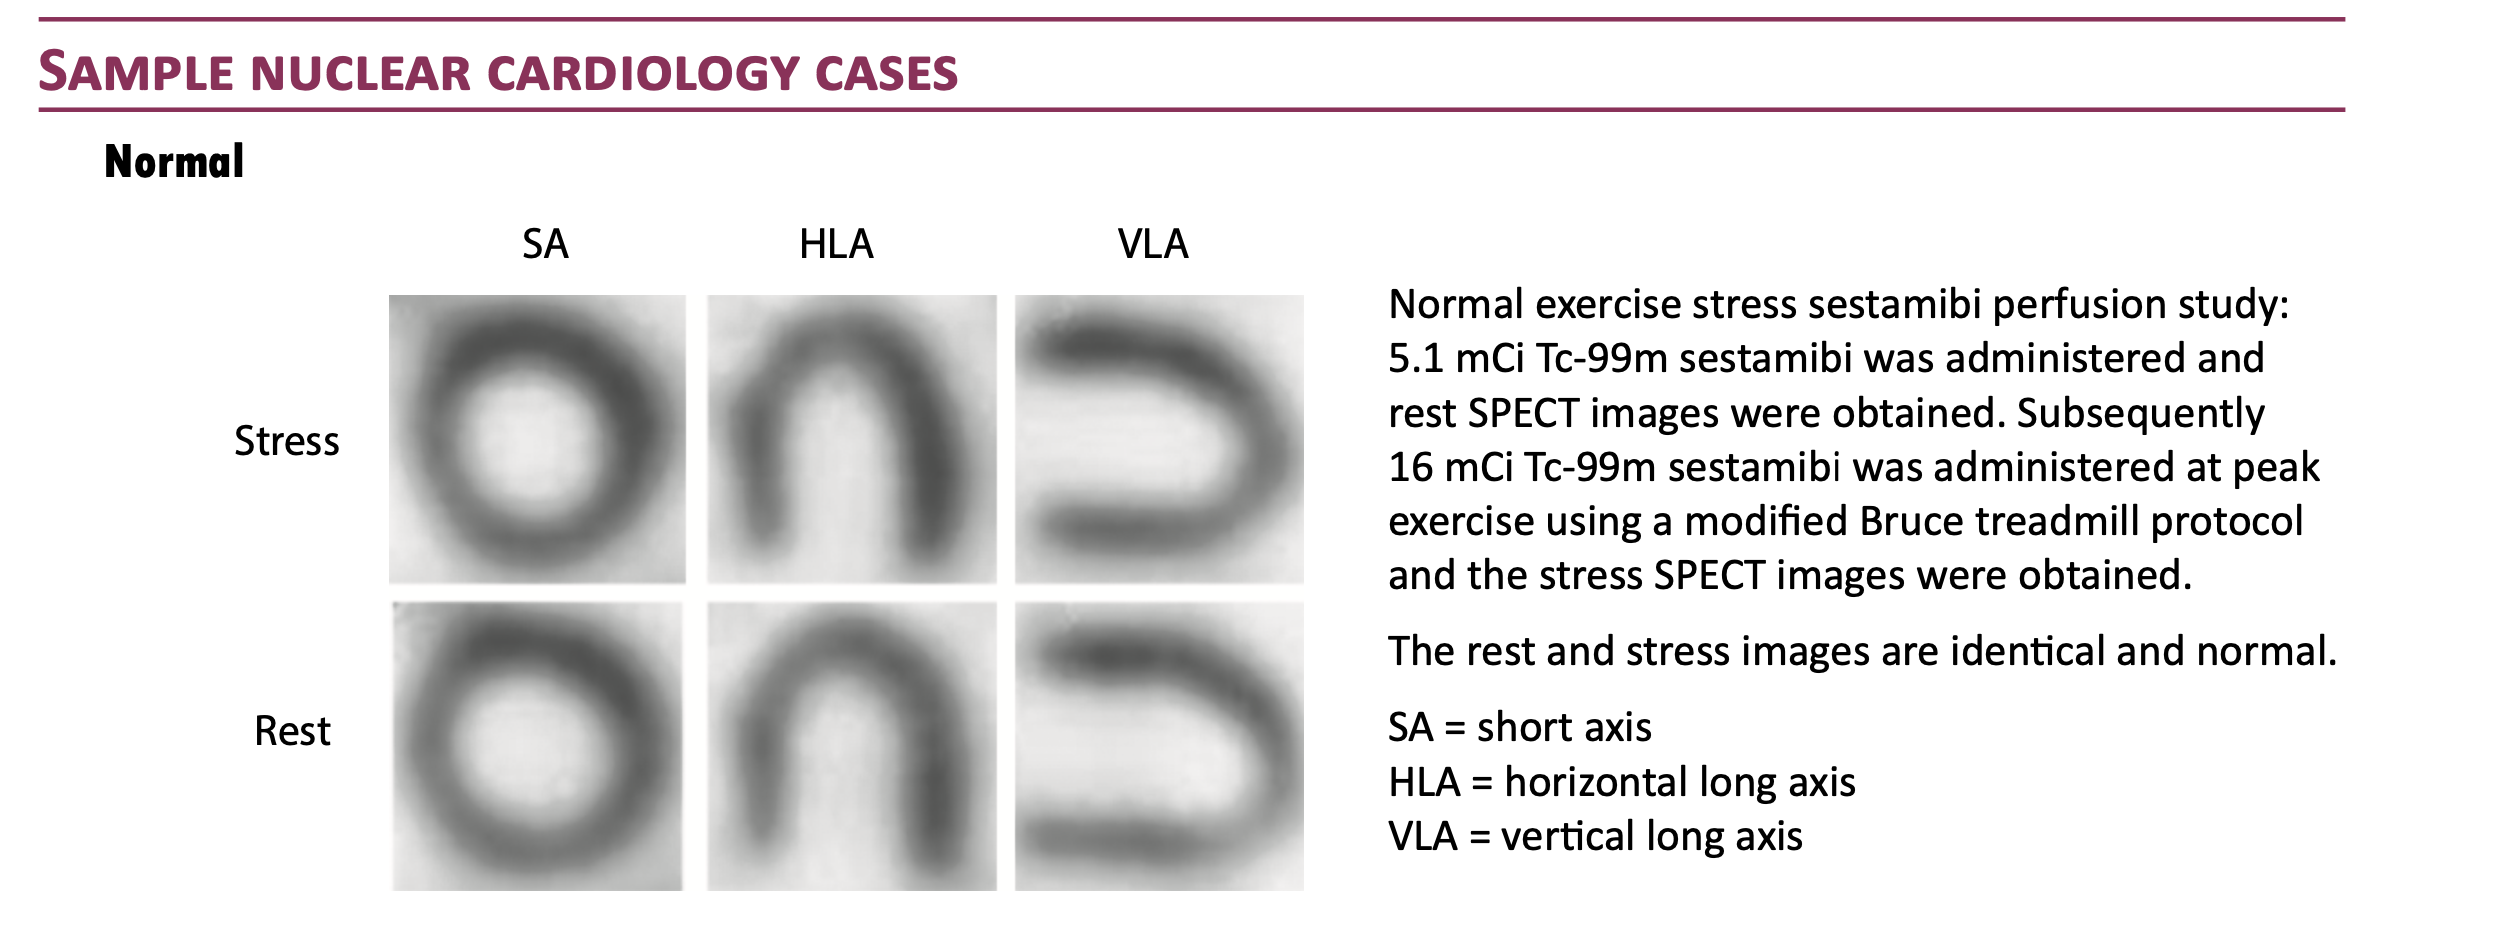 SAMPLE NUCLEAR CARDIOLOGY CASES
Normal
SA HLA VLA
Stress
Rest
Normal exercise stress sestamibi perfusion study:
5.1 mCi Tc-99m sestamibi was administered and
rest SPECT images were obtained. Subsequently
16 mCi Tc-99m sestamibi was administered at peak
exercise using a modified Bruce treadmill protocol
and the stress SPECT images were obtained.
The rest and stress images are identical and normal.
SA = short axis
HLA = horizontal long axis
VLA = vertical long axis